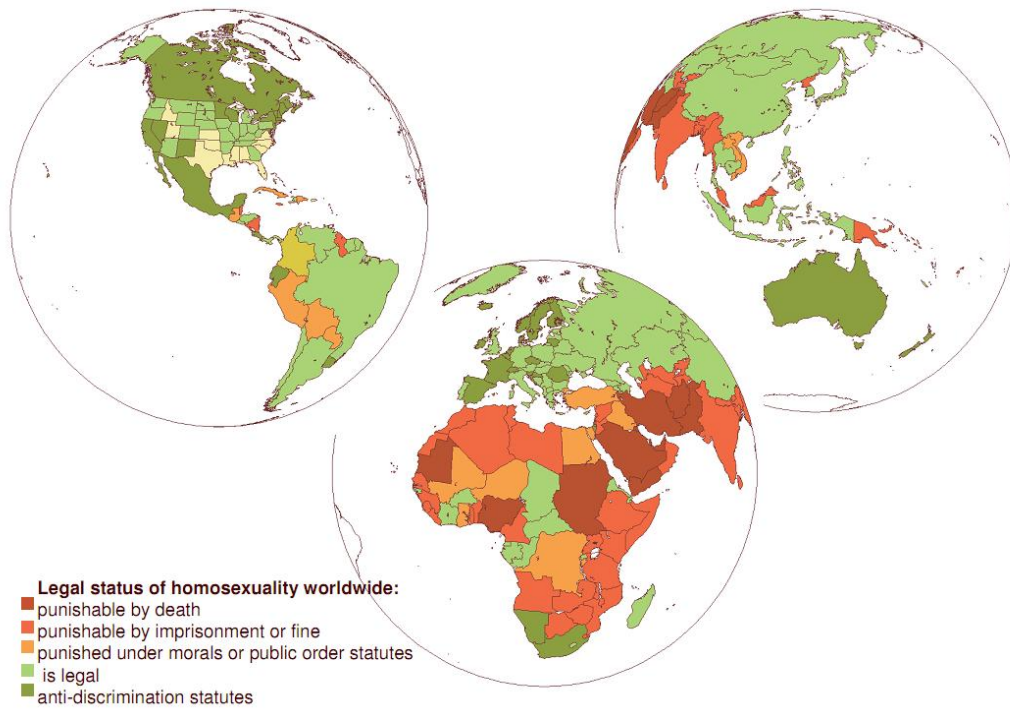 Legal status of homosexuality worldwide:
punishable by death
punishable by imprisonment or fine
punished under morals or public order statutes
is legal
anti-discrimination statutes